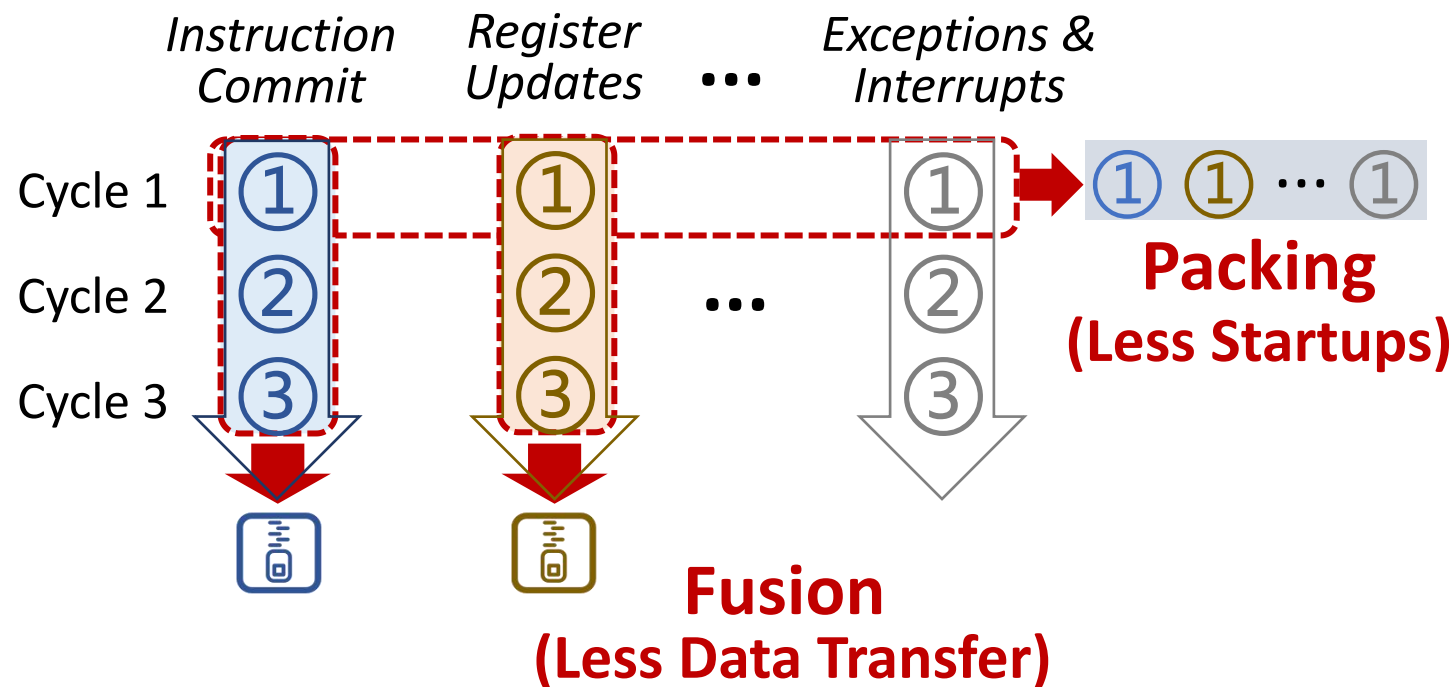 Instruction Commit
Register Updates
...
Exceptions & Interrupts
Cycle 1
①
①
①
① ① ... ①
Packing
(Less Startups)
Cycle 2
②
②
...
②
Cycle 3
③
③
③
Fusion
(Less Data Transfer)